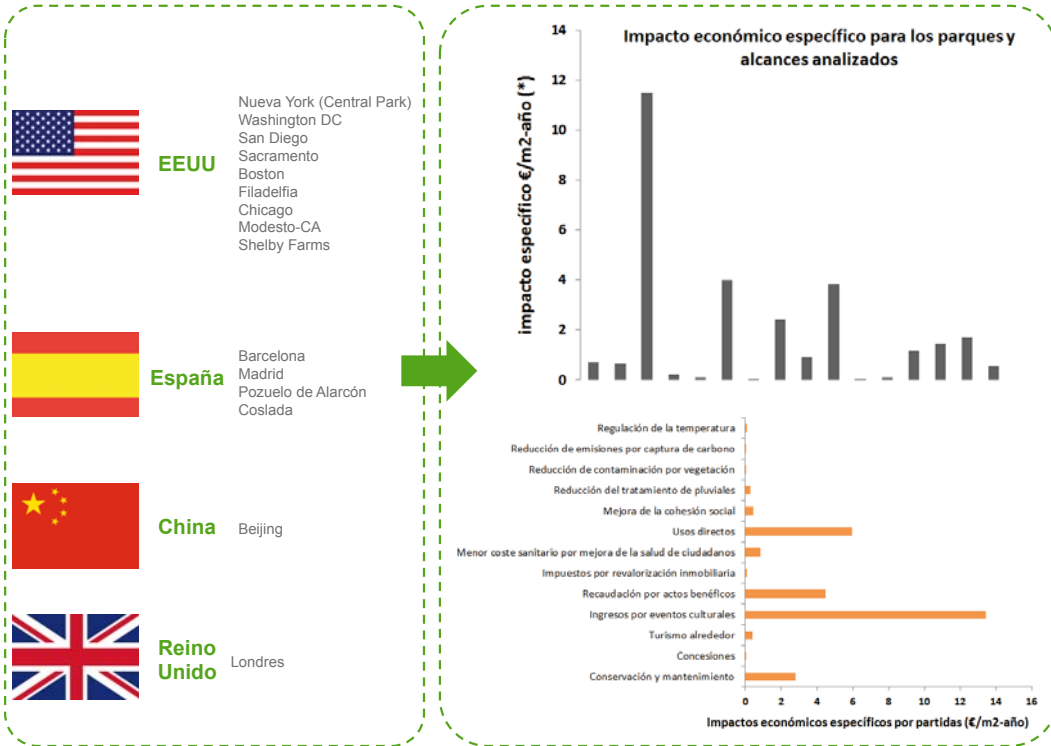 EEUU
Nueva York (Central Park)
Washington DC
San Diego
Sacramento
Boston
Filadelfia
Chicago
Modesto-CA
Shelby Farms
España
Barcelona
Madrid
Pozuelo de Alarcón
Coslada
China
Beijing
Reino
Unido
Londres
Impacto económico específico para los parques y
alcances analizados
impacto específico €/m2-año (*)
14
12
10
8
6
4
2
0
Regulación de la temperatura
Reducción de emisiones por captura de carbono
Reducción de contaminación por vegetación
Reducción del tratamiento de pluviales
Mejora de la cohesión social
Usos directos
Menor coste sanitario por mejora de la salud de ciudadanos
Impuestos por revalorización inmobiliaria
Recaudación por actos benéficos
Ingresos por eventos culturales
Turismo alrededor
Concesiones
Conservación y mantenimiento
0 2 4 6 8 10 12 14 16
Impactos económicos específicos por partidas (€/m2-año)